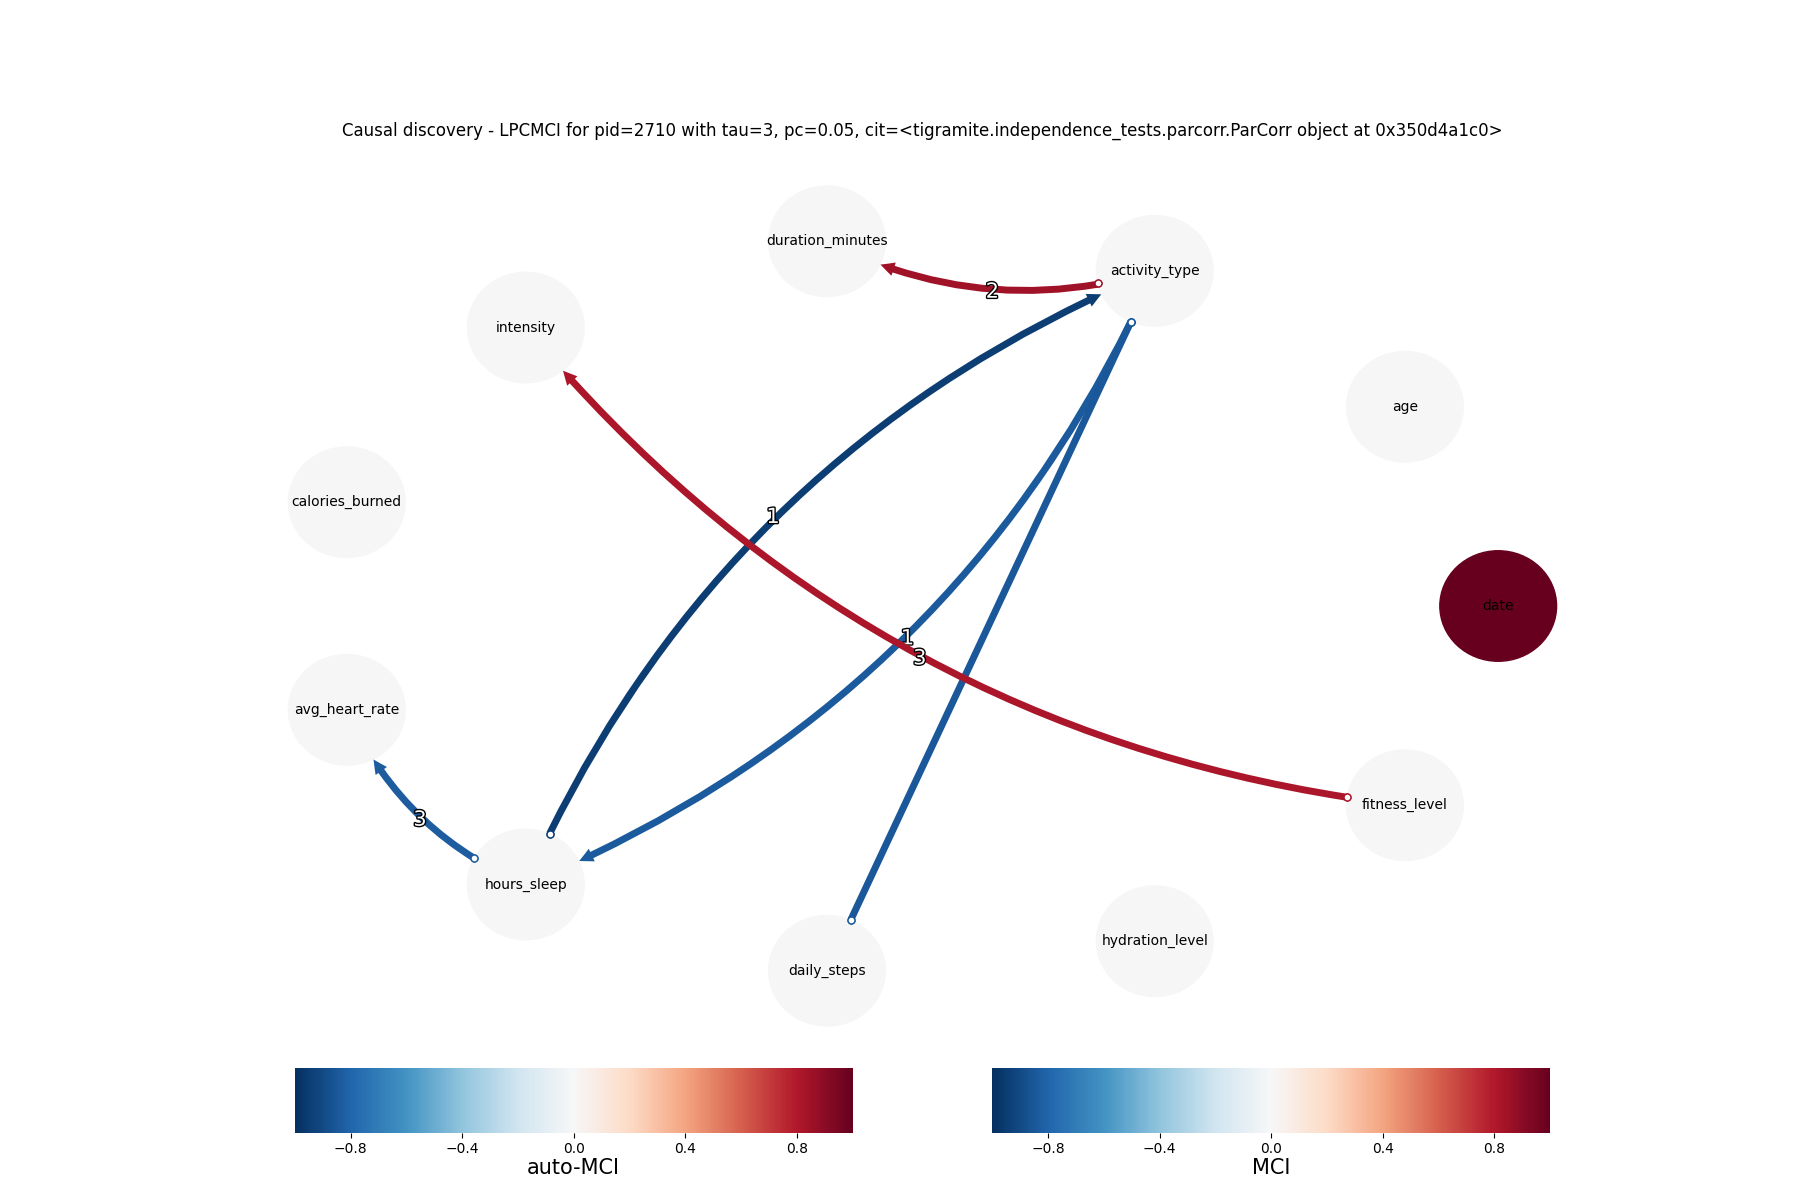 Causal discovery - LPCMCI for pid=2710 with tau=3, pc=0.05, cit=<tigramite.independence_tests.parcorr.ParCorr object at 0x350d4a1c0>
duration_minutes
activity_type
2
intensity
age
calories_burned
1
date
1
3
avg_heart_rate
fitness_level
3
hours_sleep
hydration_level
daily_steps
−0.8 −0.4 0.0 0.4 0.8
auto-MCI
−0.8 −0.4 0.0 0.4 0.8
MCI